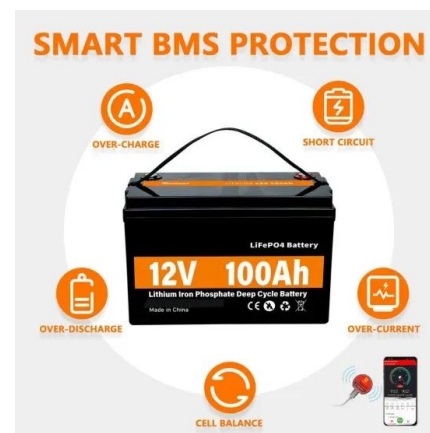 SMART BMS PROTECTION
A
OVER-CHARGE
SHORT CIRCUIT
LiFePO4 Battery
12V 100Ah
Lithium Iron Phosphate Deep Cycle Battery
Made in China
CE
OVER-DISCHARGE
OVER-CURRENT
CELL BALANCE